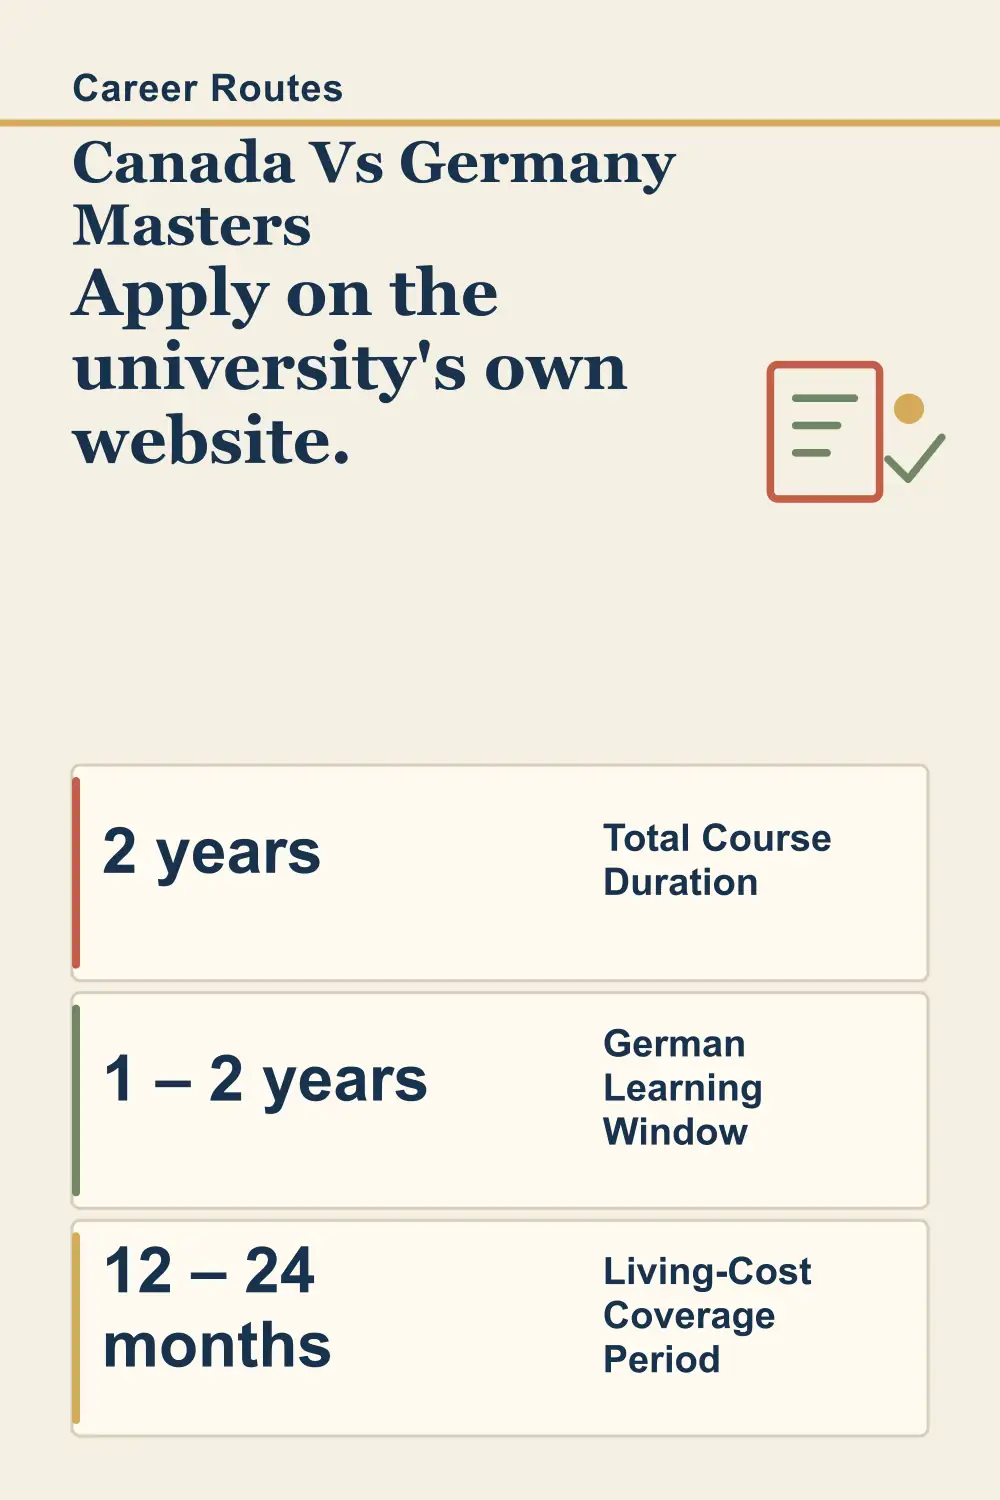 Career Routes
Canada Vs Germany
Masters
Apply on the
university's own
website.
2 years
Total Course
Duration
1 – 2 years
German
Learning
Window
12 – 24
months
Living-Cost
Coverage
Period